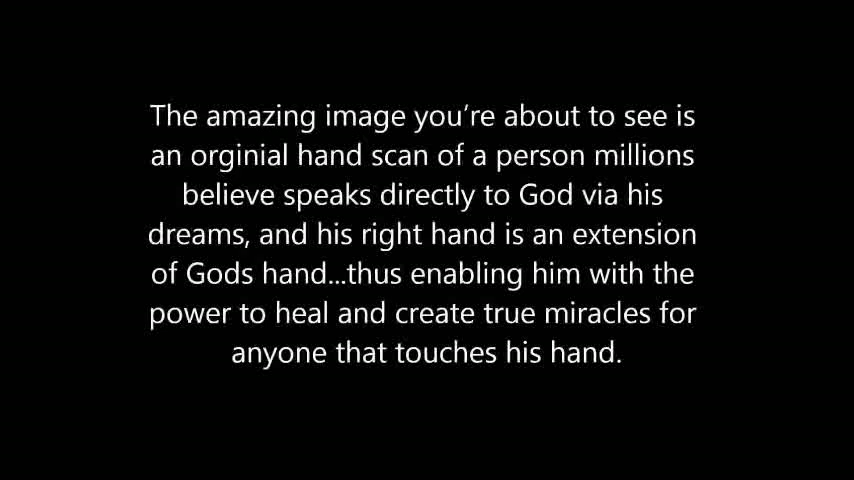 The amazing image you’re about to see is
an orginial hand scan of a person millions
believe speaks directly to God via his
dreams, and his right hand is an extension
of Gods hand...thus enabling him with the
power to heal and create true miracles for
anyone that touches his hand.